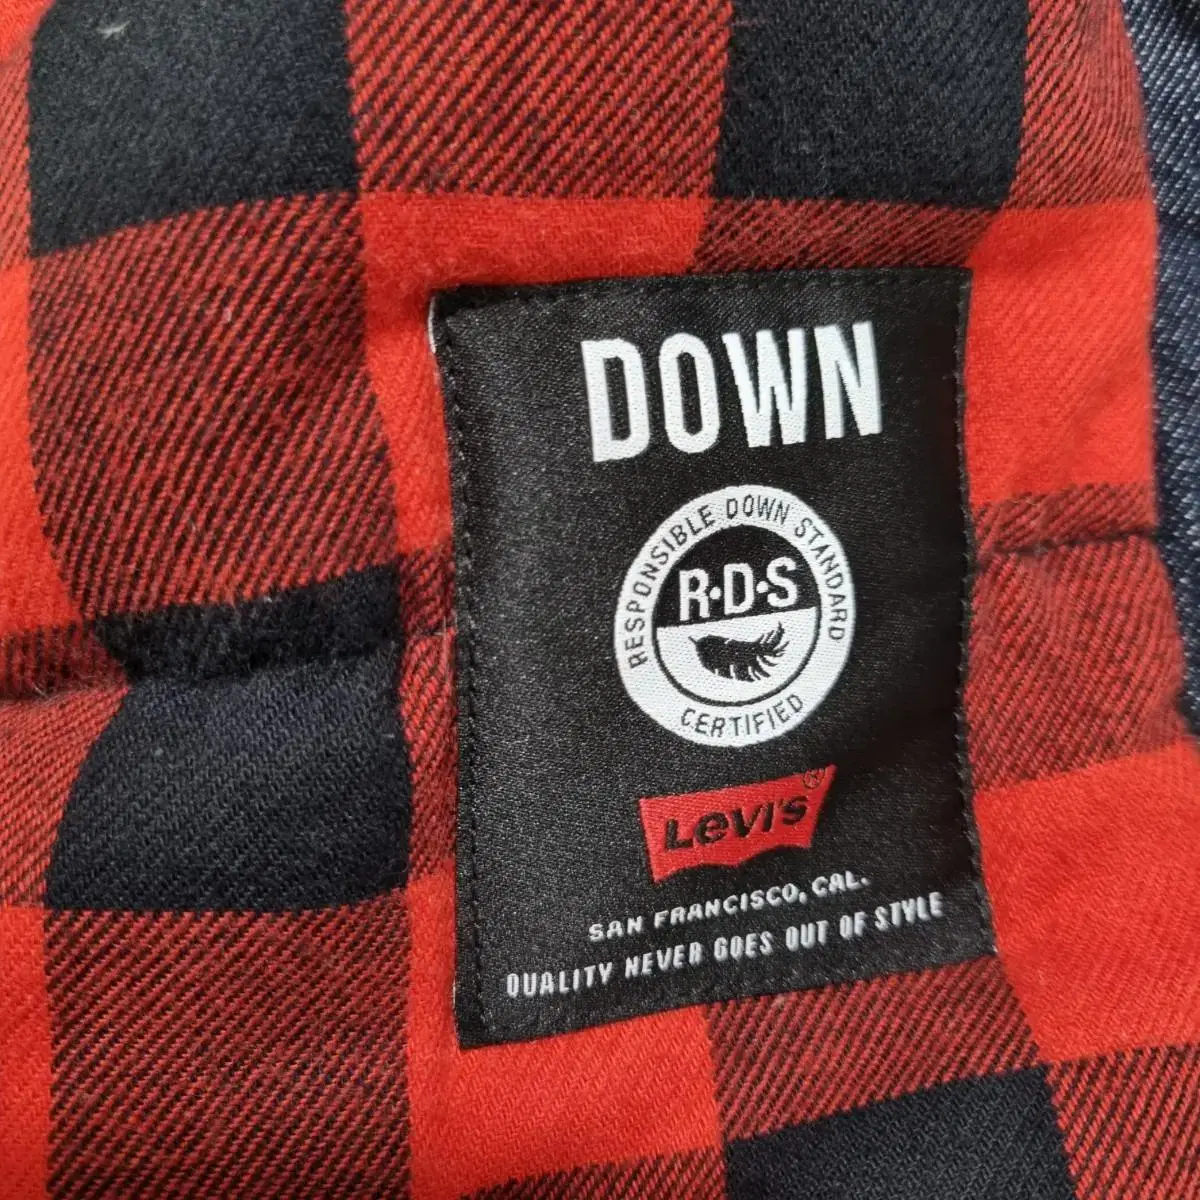 DOWN
RESPONSIBLE DOWN STANDARD
R·D·S
CERTIFIED
Levi's®
SAN FRANCISCO, CAL.
QUALITY NEVER GOES OUT OF STYLE